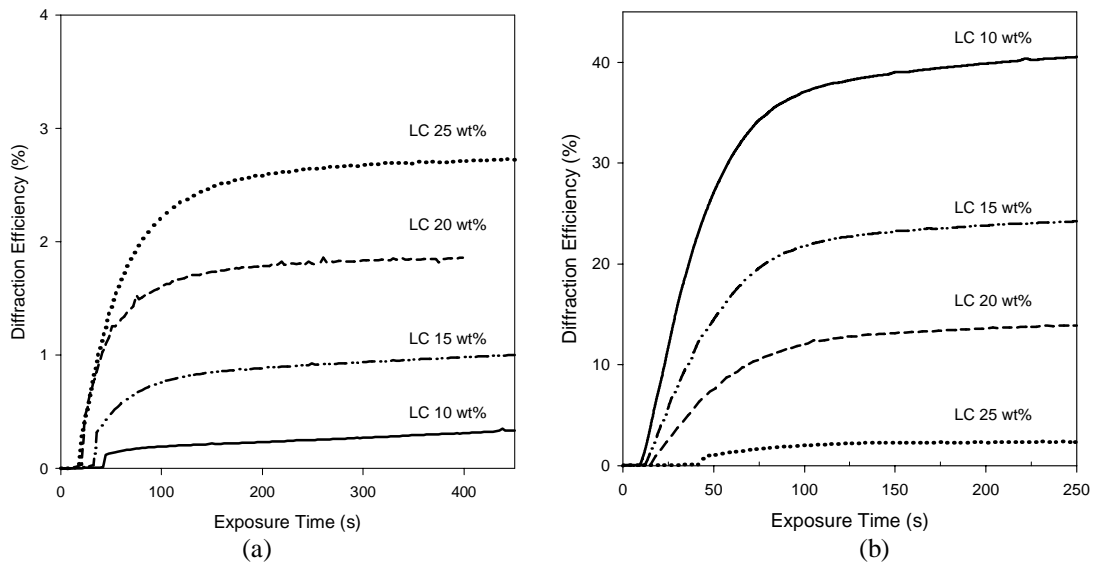 4
3
2
1
0
Diffraction Efficiency (%)
LC 25 wt%
LC 20 wt%
LC 15 wt%
LC 10 wt%
0 100 200 300 400
Exposure Time (s)
(a)
40
30
20
10
0
Diffraction Efficiency (%)
LC 10 wt%
LC 15 wt%
LC 20 wt%
LC 25 wt%
0 50 100 150 200 250
Exposure Time (s)
(b)